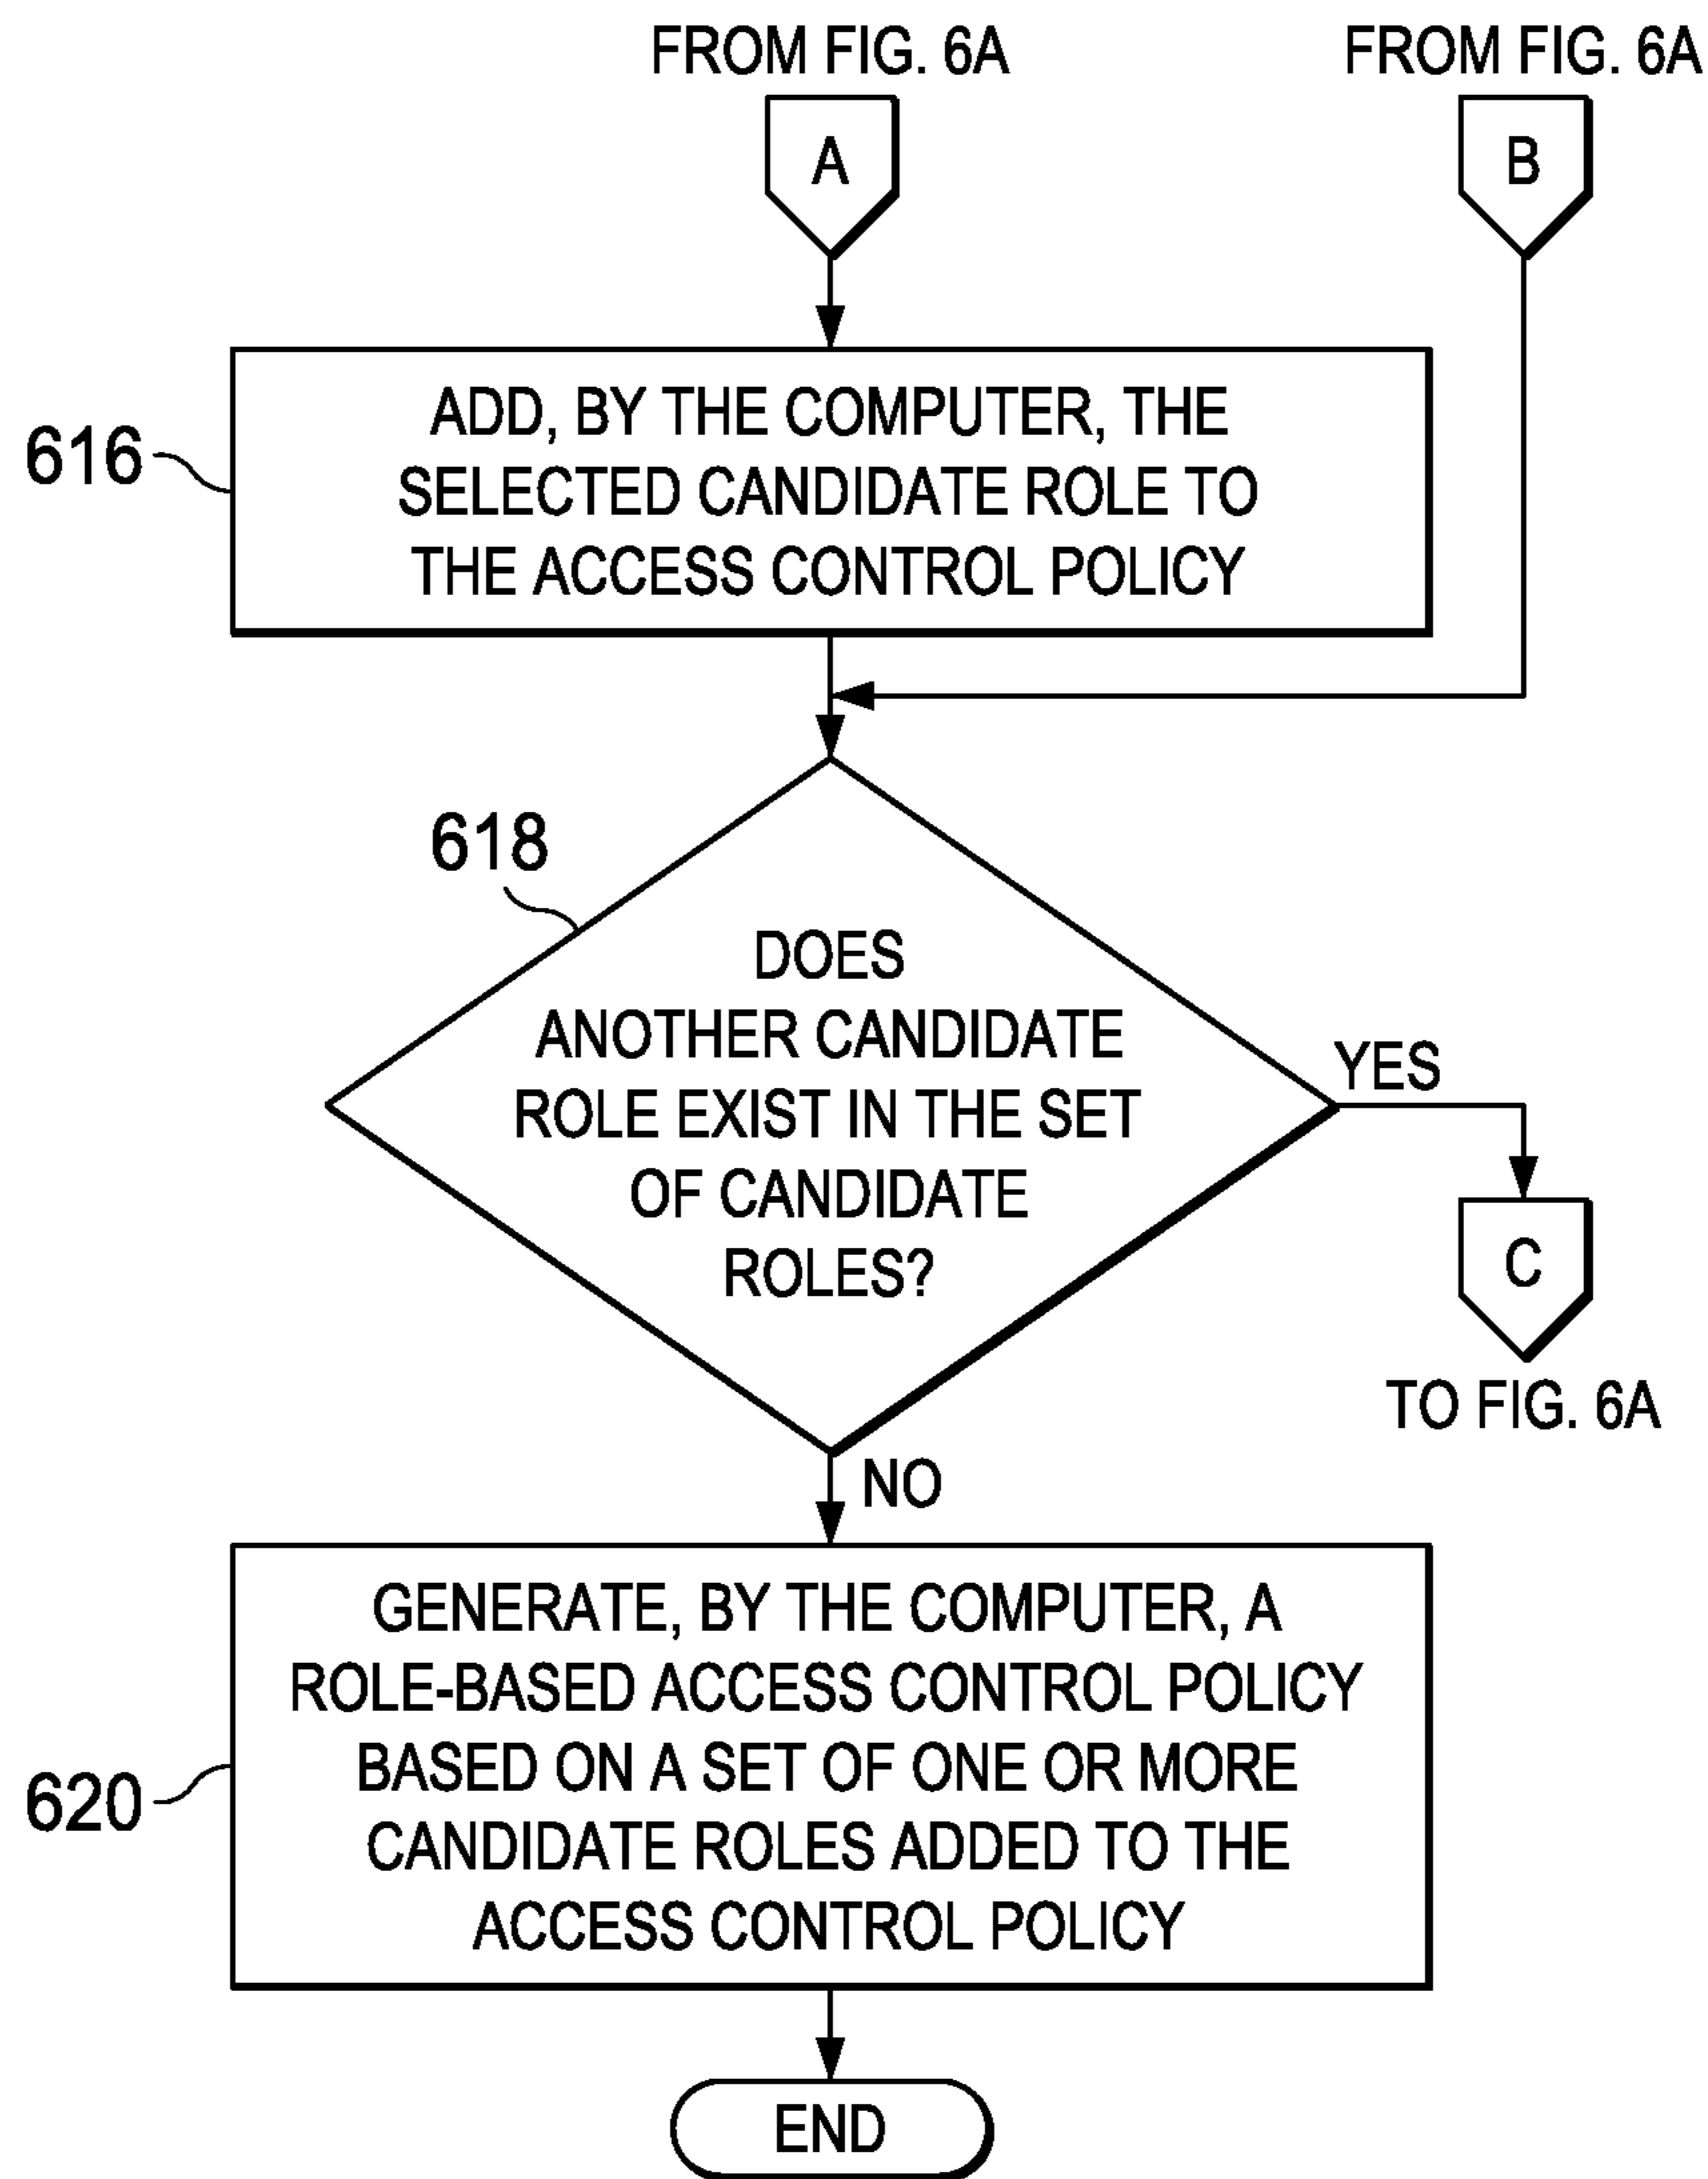 FROM FIG. 6A
FROM FIG. 6A
A
B
616
ADD, BY THE COMPUTER, THE
SELECTED CANDIDATE ROLE TO
THE ACCESS CONTROL POLICY
618
DOES
ANOTHER CANDIDATE
ROLE EXIST IN THE SET
OF CANDIDATE
ROLES?
YES
C
TO FIG. 6A
NO
620
GENERATE, BY THE COMPUTER, A
ROLE-BASED ACCESS CONTROL POLICY
BASED ON A SET OF ONE OR MORE
CANDIDATE ROLES ADDED TO THE
ACCESS CONTROL POLICY
END